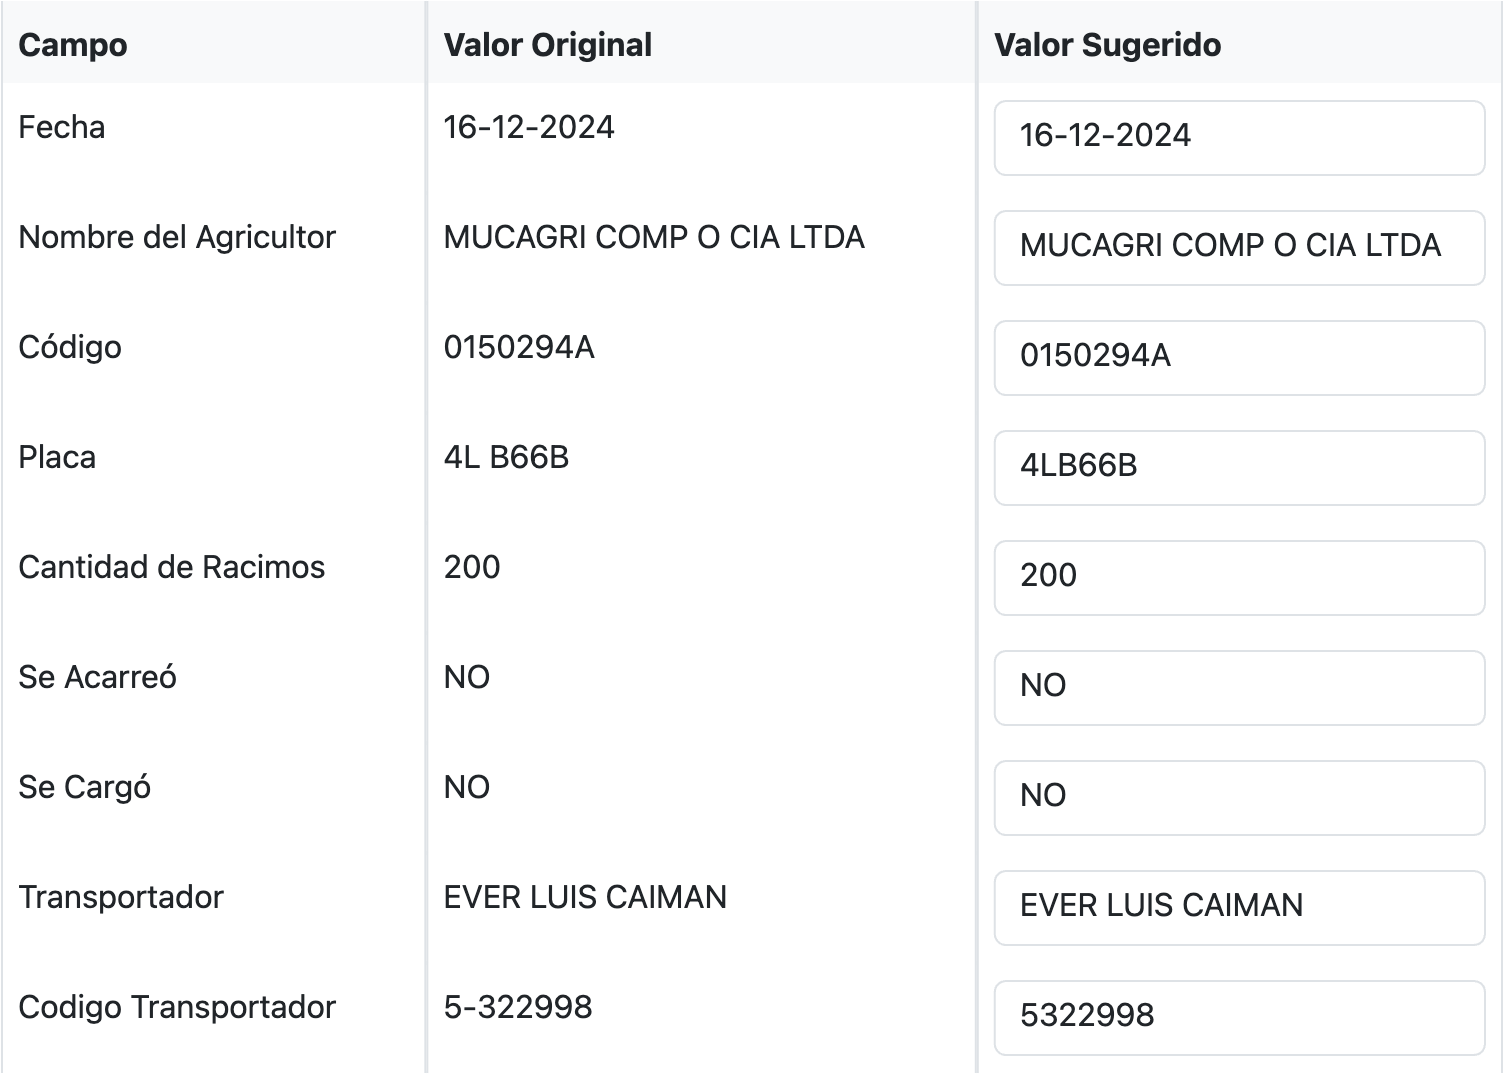 Campo Valor Original Valor Sugerido
Fecha 16-12-2024 16-12-2024
Nombre del Agricultor MUCAGRI COMP O CIA LTDA MUCAGRI COMP O CIA LTDA
Código 0150294A 0150294A
Placa 4L B66B 4LB66B
Cantidad de Racimos 200 200
Se Acarreó NO NO
Se Cargó NO NO
Transportador EVER LUIS CAIMAN EVER LUIS CAIMAN
Codigo Transportador 5-322998 5322998